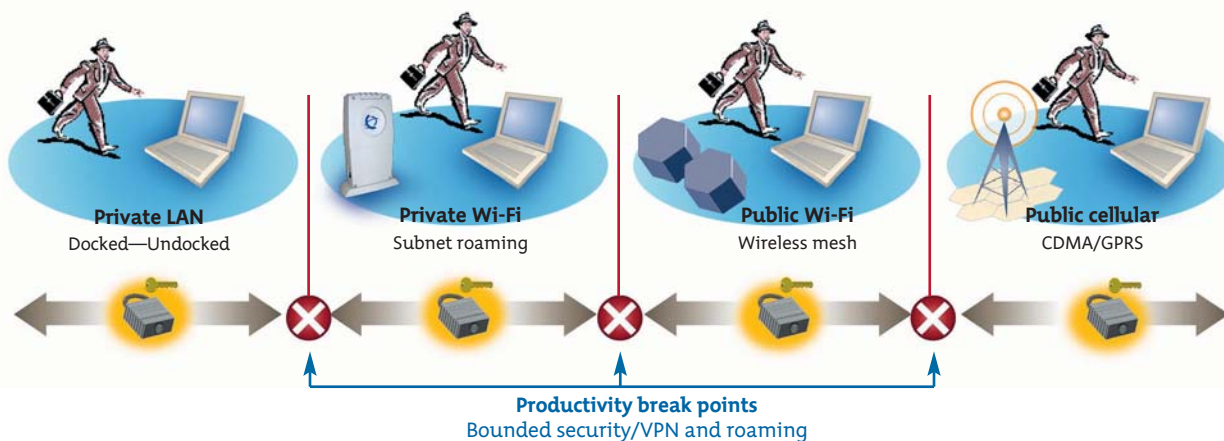 Private LAN
Docked—Undocked
Private Wi-Fi
Subnet roaming
Public Wi-Fi
Wireless mesh
Public cellular
CDMA/GPRS
Productivity break points
Bounded security/VPN and roaming